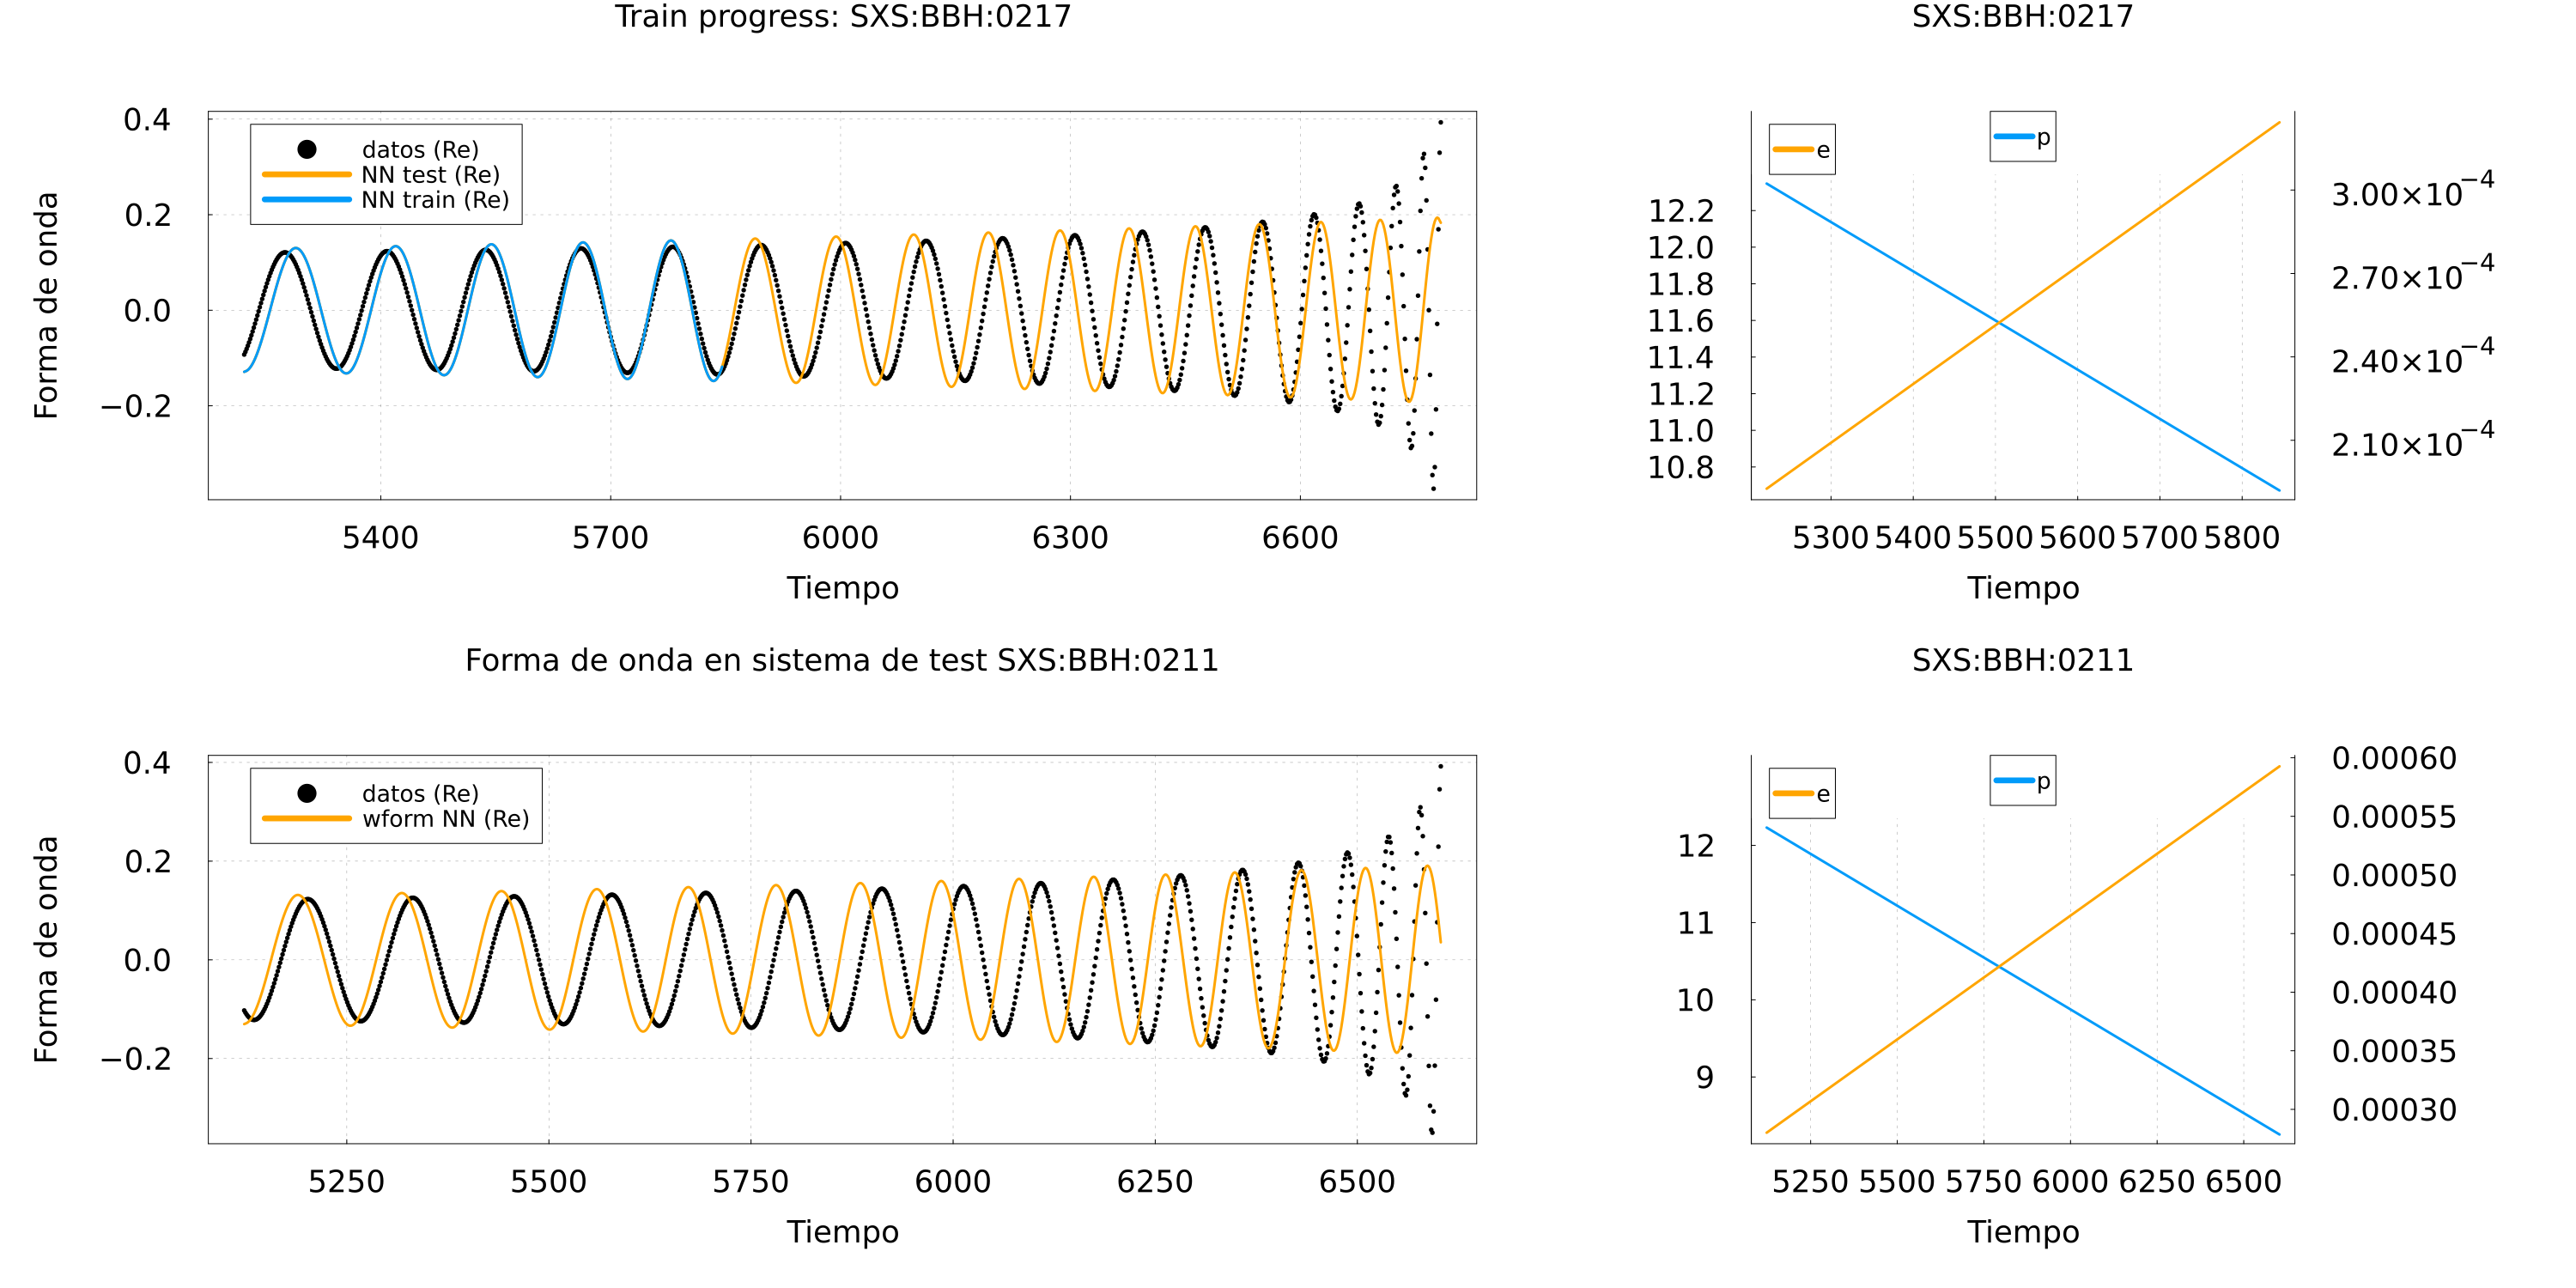 Train progress: SXS:BBH:0217
0.4
0.2
0.0
−0.2
Forma de onda
datos (Re)
NN test (Re)
NN train (Re)
5400 5700 6000 6300 6600
Tiempo
SXS:BBH:0217
e
p
12.2
12.0
11.8
11.6
11.4
11.2
11.0
10.8
3.00×10⁻⁴
2.70×10⁻⁴
2.40×10⁻⁴
2.10×10⁻⁴
5300 5400 5500 5600 5700 5800
Tiempo
Forma de onda en sistema de test SXS:BBH:0211
0.4
0.2
0.0
−0.2
Forma de onda
datos (Re)
wform NN (Re)
5250 5500 5750 6000 6250 6500
Tiempo
SXS:BBH:0211
e
p
12
11
10
9
0.00060
0.00055
0.00050
0.00045
0.00040
0.00035
0.00030
5250 5500 5750 6000 6250 6500
Tiempo